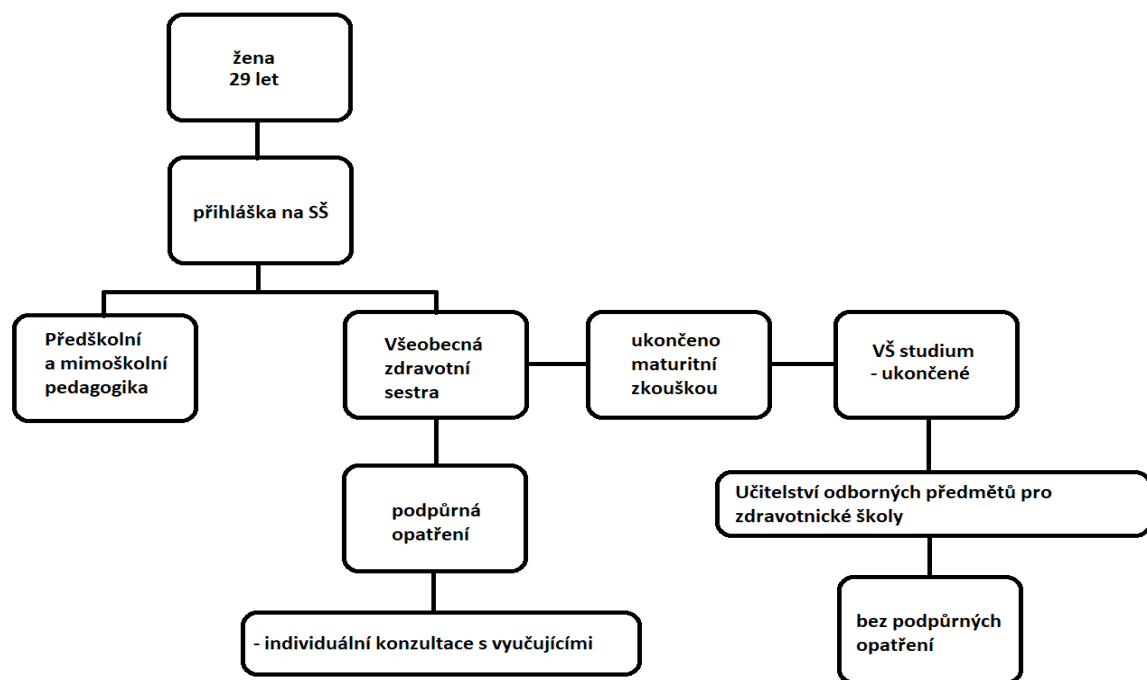 žena
29 let
přihláška na SŠ
Předškolní
a mimoškolní
pedagogika
Všeobecná
zdravotní
sestra
ukončeno
maturitní
zkouškou
VŠ studium
- ukončené
podpůrná
opatření
Učitelství odborných předmětů pro
zdravotnické školy
- individuální konzultace s vyučujícími
bez podpůrných
opatření